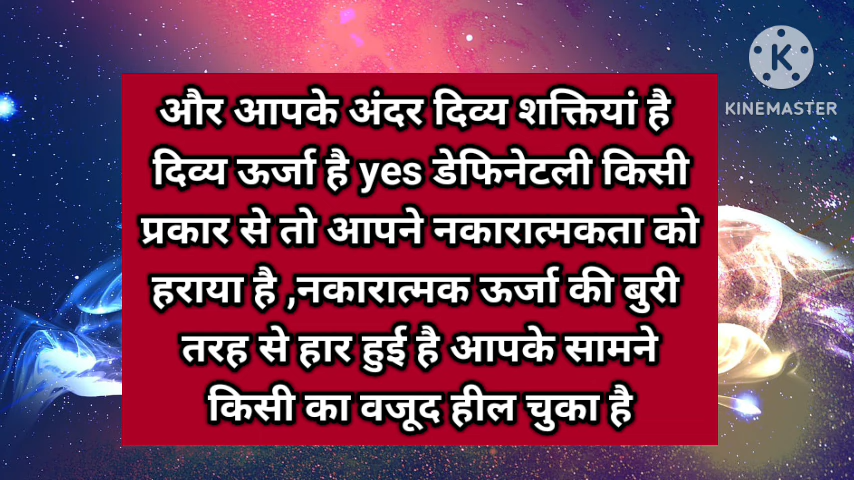 KINEMASTER
और आपके अंदर दिव्य शक्तियां है
दिव्य ऊर्जा है yes डेफिनेटली किसी
प्रकार से तो आपने नकारात्मकता को
हराया है ,नकारात्मक ऊर्जा की बुरी
तरह से हार हुई है आपके सामने
किसी का वजूद हील चुका है